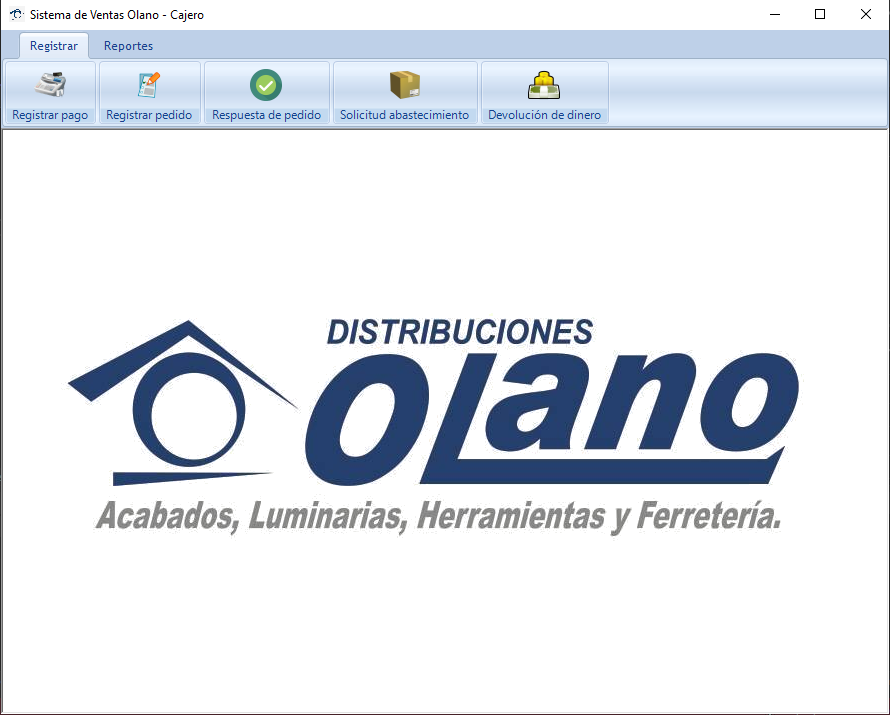 Sistema de Ventas Olano - Cajero
Registrar Reportes
Registrar pago Registrar pedido Respuesta de pedido Solicitud abastecimiento Devolución de dinero
DISTRIBUCIONES
OLano
Acabados, Luminarias, Herramientas y Ferretería.